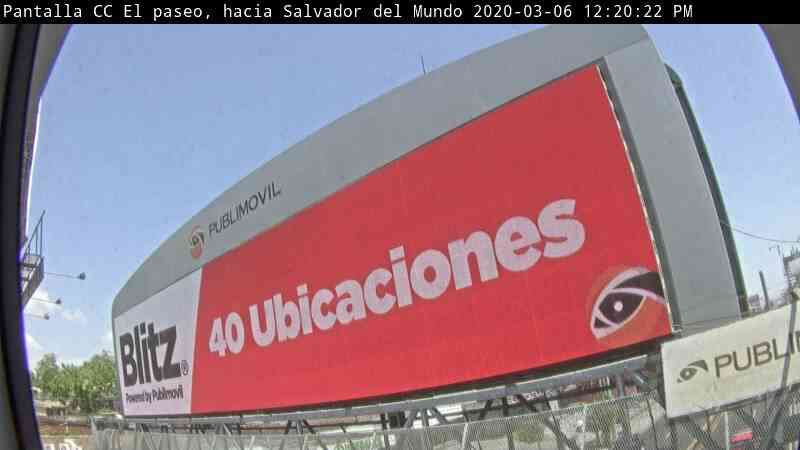 Pantalla CC El paseo, hacia Salvador del Mundo 2020-03-06 12:20:22 PM
PUBLIMOVIL
40 Ubicaciones
Blitz®
Powered by Publimovil